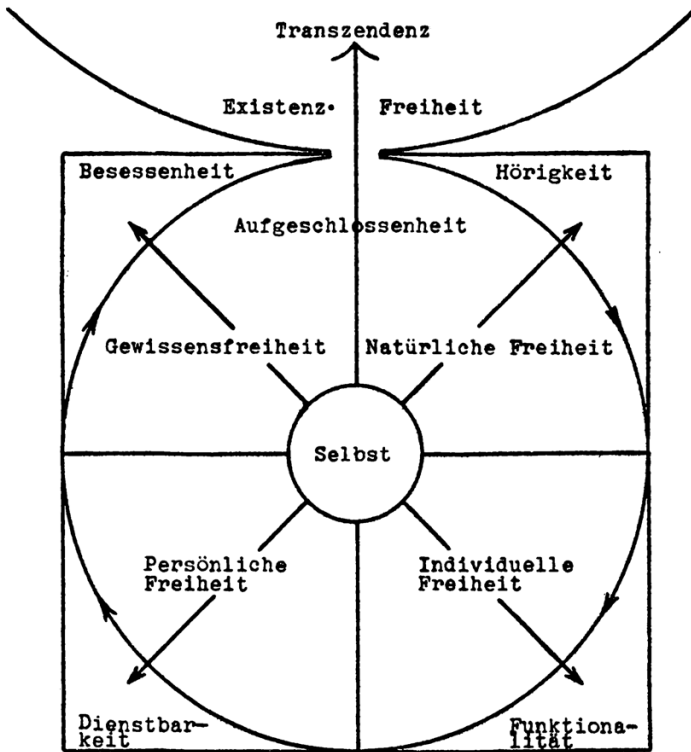 Transzendenz
Existenz· Freiheit
Besessenheit
Hörigkeit
Aufgeschlossenheit
Gewissensfreiheit
Natürliche Freiheit
Selbst
Persönliche
Freiheit
Individuelle
Freiheit
Dienstbar-
keit
Funktiona-
lität